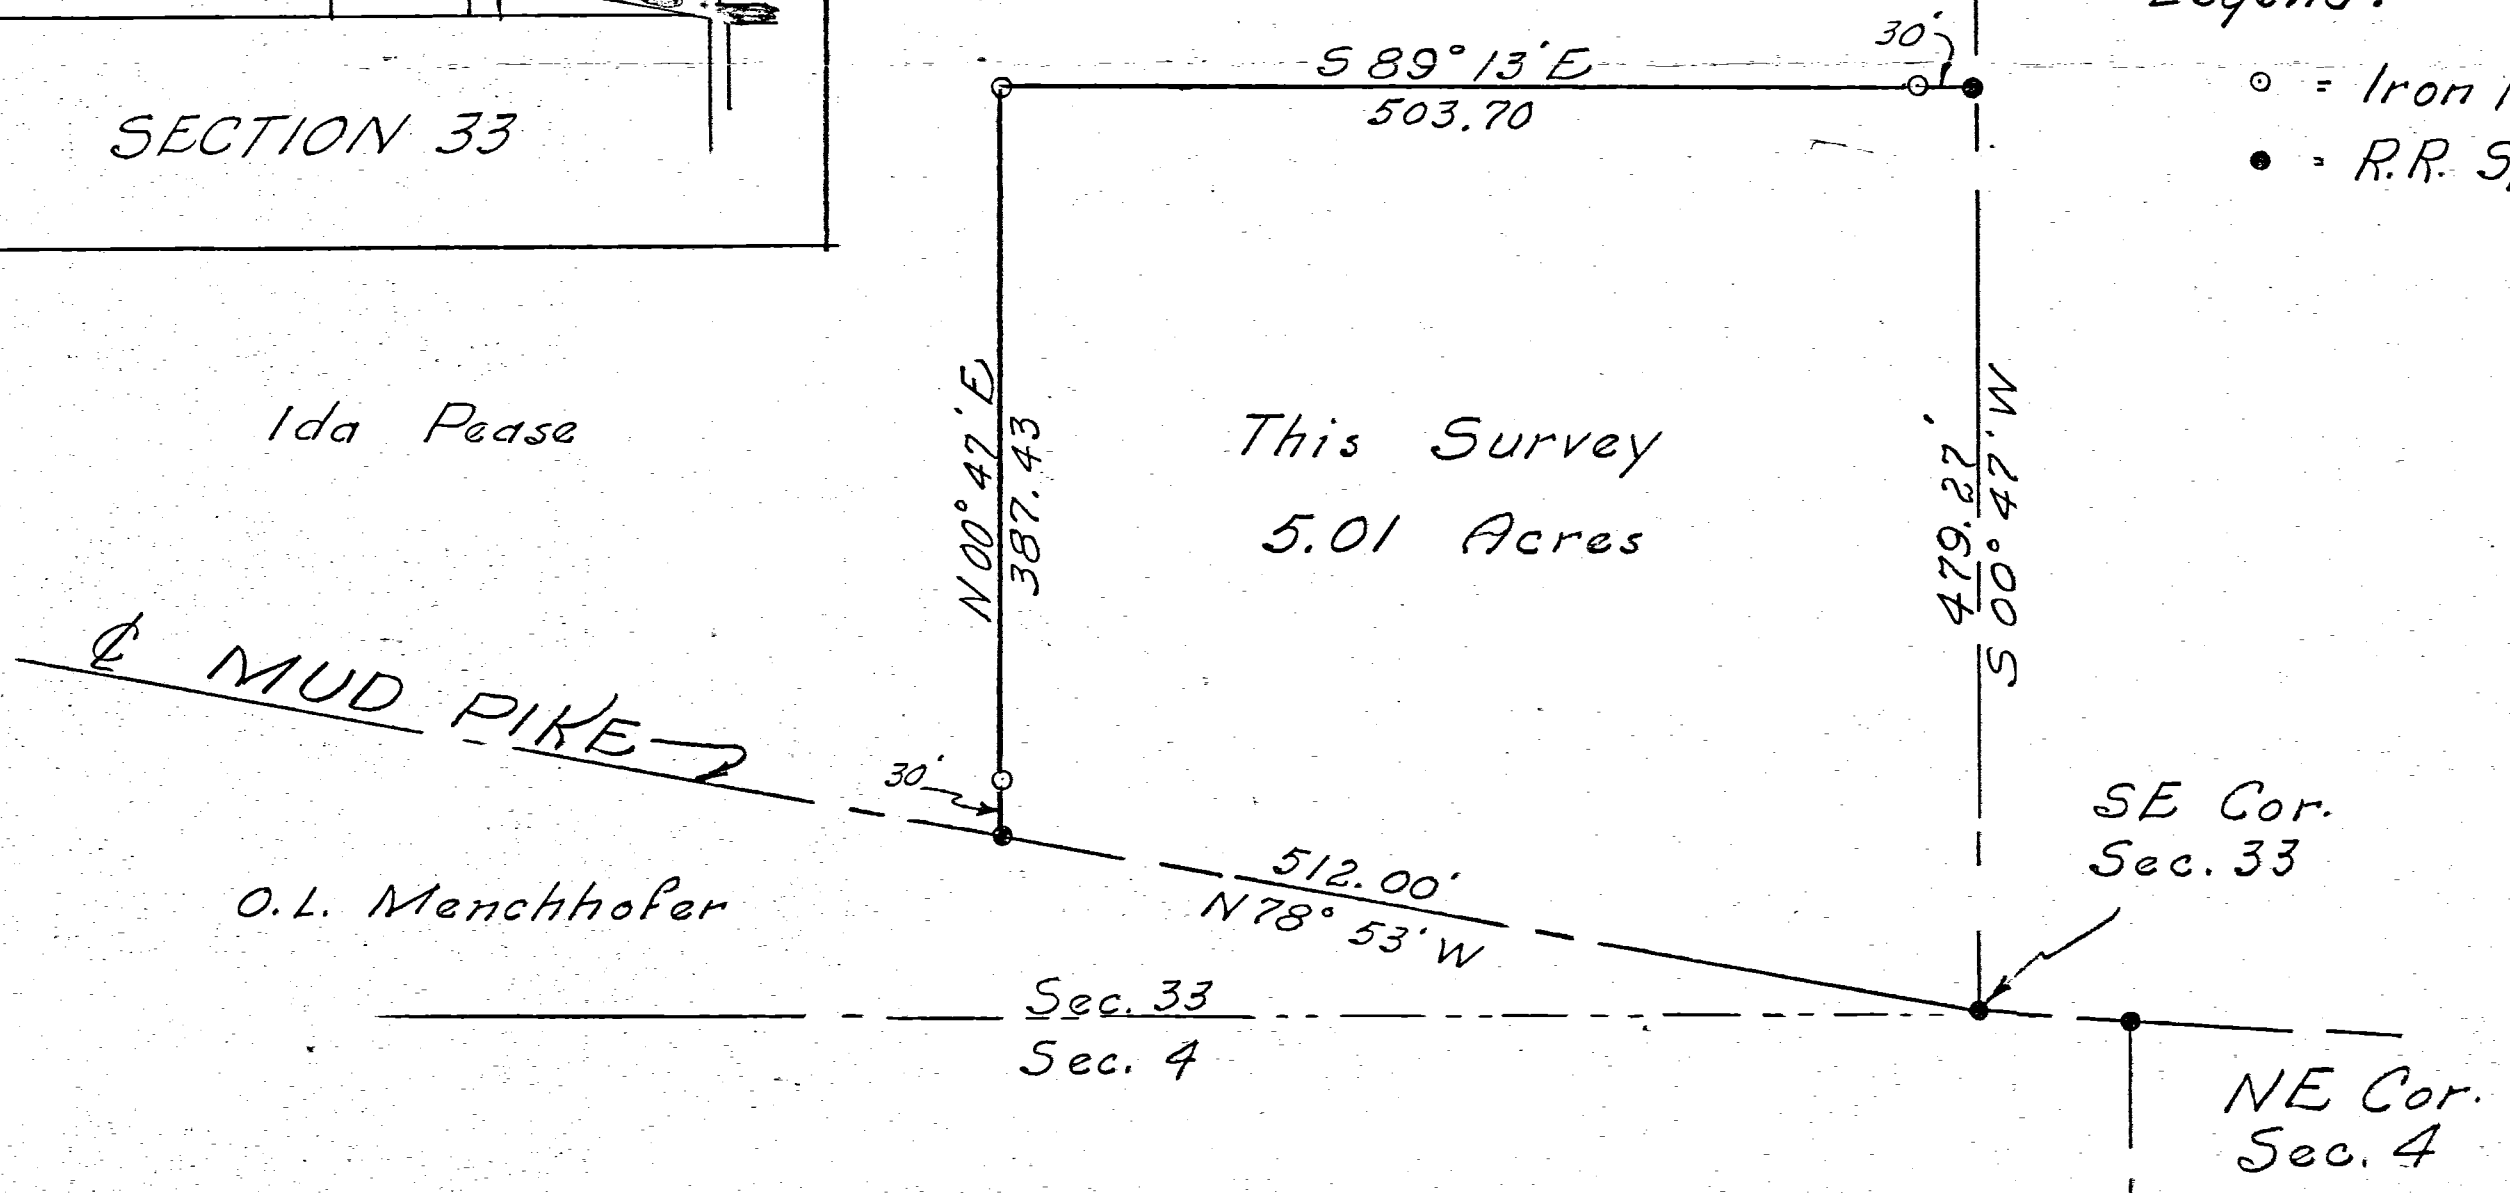 Legend:
30'
S 89° 13' E
503.70
⊙ = Iron
● = R.R.
SECTION 33
N 00° 47' E
387.43
Ida Pease
This Survey
5.01 Acres
479.27'
S 00° 47' W
℄ MUD PIKE
30'
SE Cor.
Sec. 33
512.00'
N 78° 53' W
O.L. Menchhofer
Sec. 33
Sec. 4
NE Cor.
Sec. 4